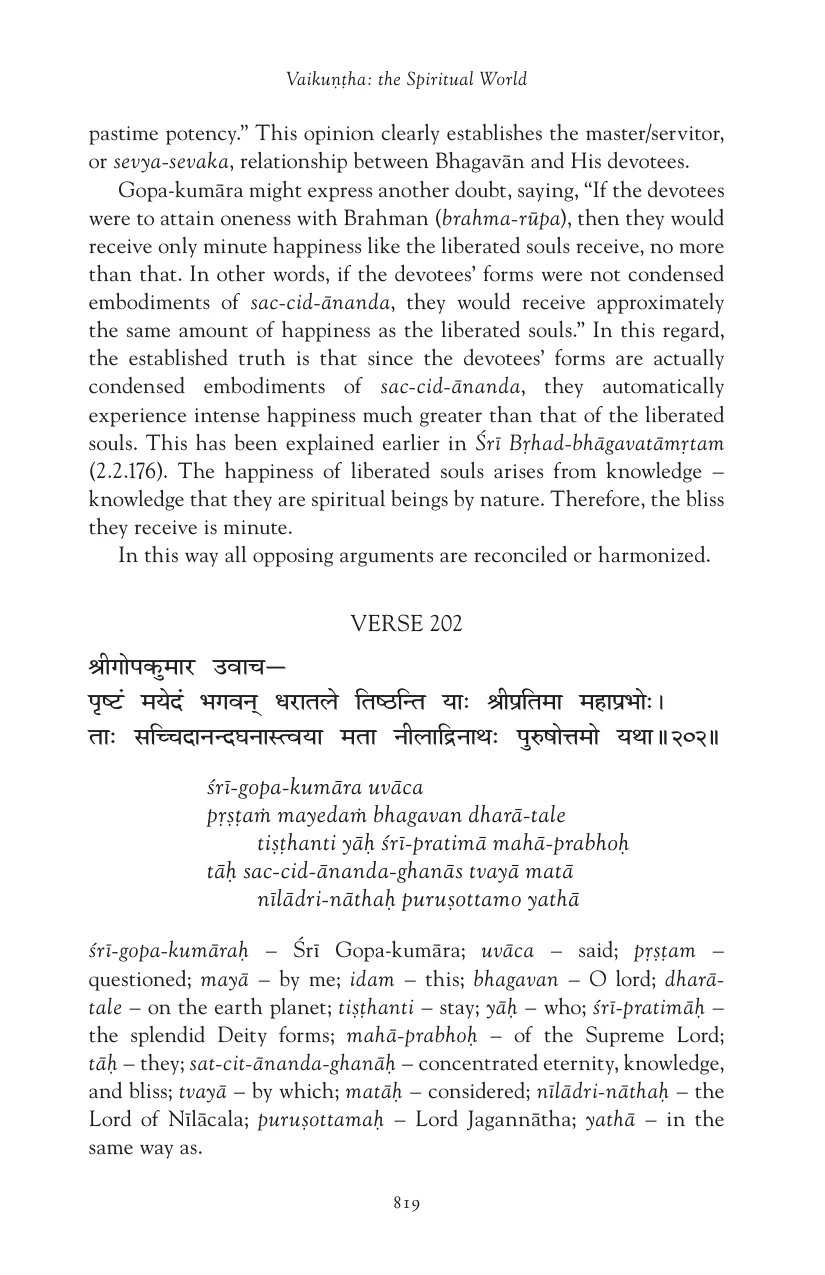 Vaikuṇṭha: the Spiritual World
pastime potency.” This opinion clearly establishes the master/servitor,
or sevya-sevaka, relationship between Bhagavān and His devotees.
Gopa-kumāra might express another doubt, saying, “If the devotees
were to attain oneness with Brahman (brahma-rūpa), then they would
receive only minute happiness like the liberated souls receive, no more
than that. In other words, if the devotees’ forms were not condensed
embodiments of sac-cid-ānanda, they would receive approximately
the same amount of happiness as the liberated souls.” In this regard,
the established truth is that since the devotees’ forms are actually
condensed embodiments of sac-cid-ānanda, they automatically
experience intense happiness much greater than that of the liberated
souls. This has been explained earlier in Śrī Bṛhad-bhāgavatāmṛtam
(2.2.176). The happiness of liberated souls arises from knowledge –
knowledge that they are spiritual beings by nature. Therefore, the bliss
they receive is minute.
In this way all opposing arguments are reconciled or harmonized.
VERSE 202
श्रीगोपकुमार उवाच—
पृष्टं मयेदं भगवन् धरातले तिष्ठन्ति याः श्रीप्रतिमा महाप्रभोः।
ताः सच्चिदानन्दघनास्त्वया मता नीलाद्रिनाथः पुरुषोत्तमो यथा॥२०२॥
śrī-gopa-kumāra uvāca
pṛṣṭaṁ mayedaṁ bhagavan dharā-tale
tiṣṭhanti yāḥ śrī-pratimā mahā-prabhoḥ
tāḥ sac-cid-ānanda-ghanās tvayā matā
nīlādri-nāthaḥ puruṣottamo yathā
śrī-gopa-kumāraḥ – Śrī Gopa-kumāra; uvāca – said; pṛṣṭam –
questioned; mayā – by me; idam – this; bhagavan – O lord; dharā-
tale – on the earth planet; tiṣṭhanti – stay; yāḥ – who; śrī-pratimāḥ –
the splendid Deity forms; mahā-prabhoḥ – of the Supreme Lord;
tāḥ – they; sat-cit-ānanda-ghanāḥ – concentrated eternity, knowledge,
and bliss; tvayā – by which; matāḥ – considered; nīlādri-nāthaḥ – the
Lord of Nīlācala; puruṣottamaḥ – Lord Jagannātha; yathā – in the
same way as.
819